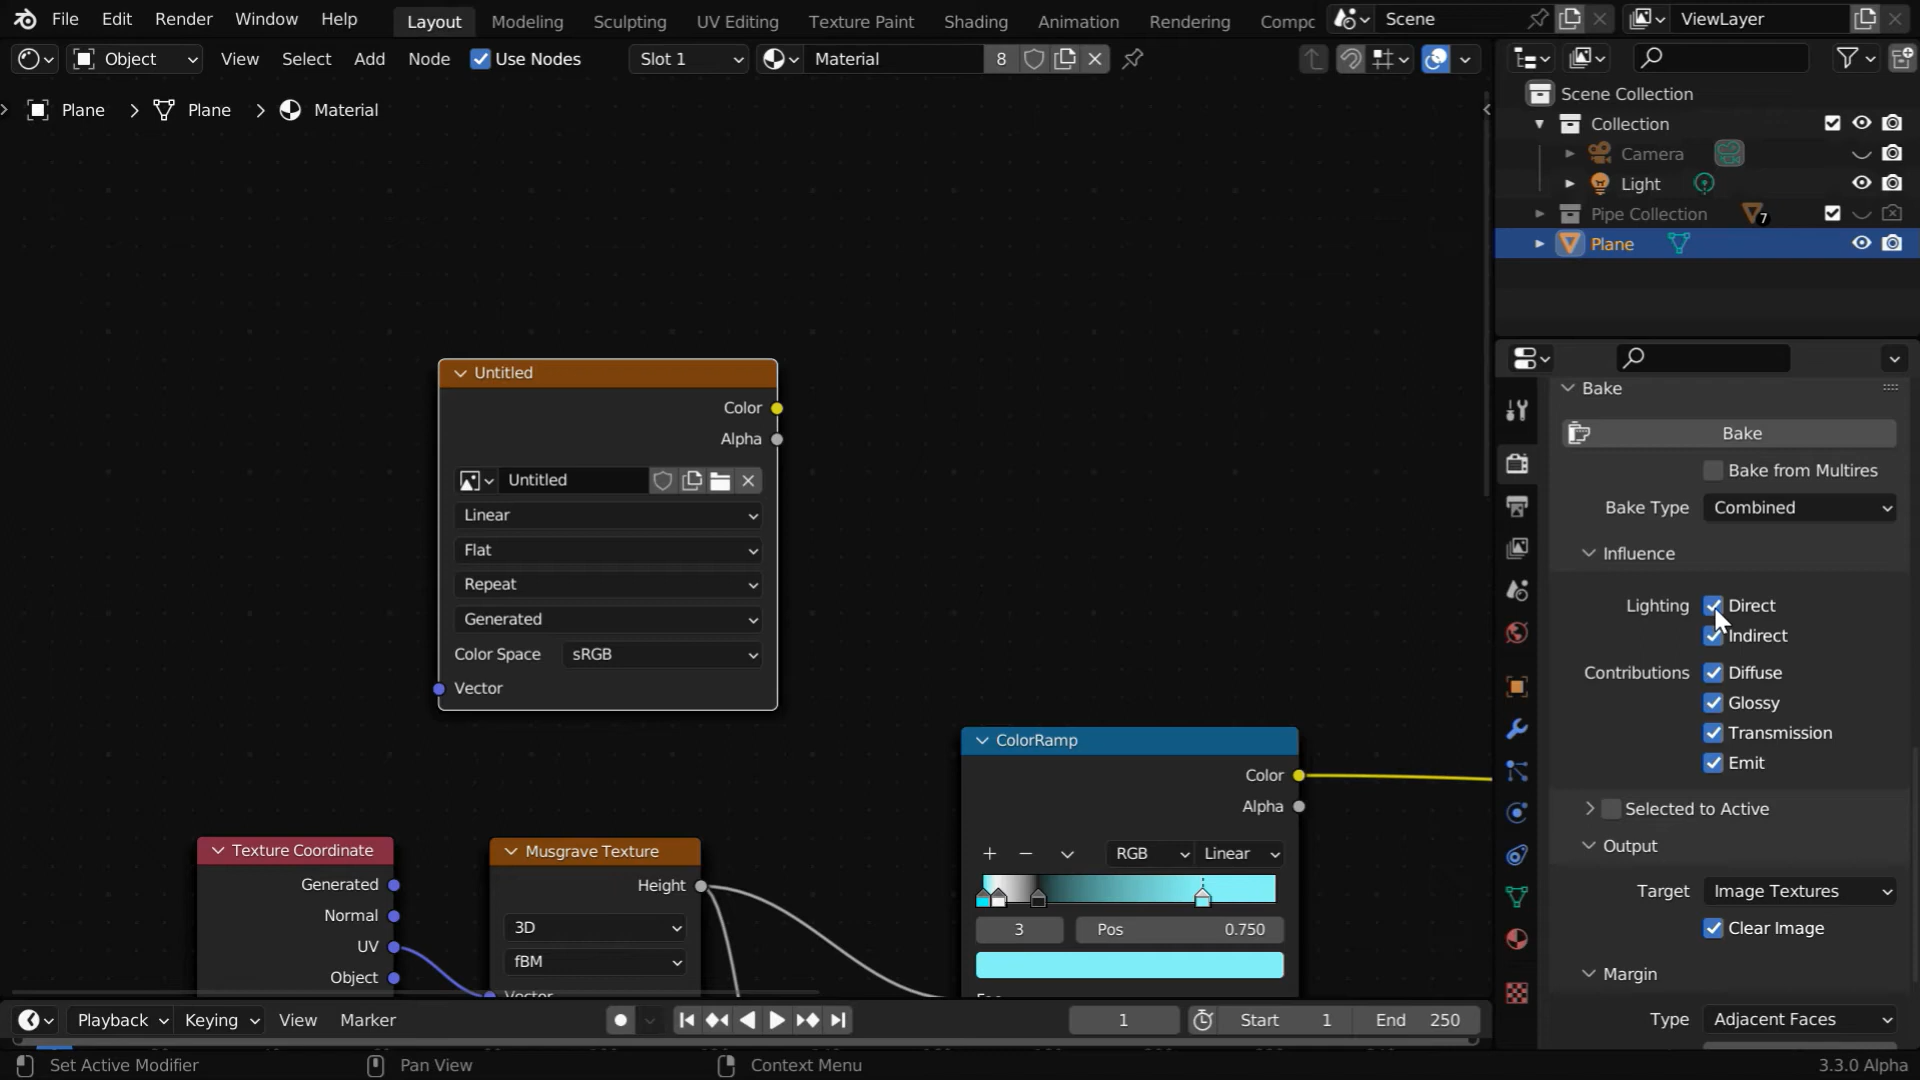 File Edit Render Window Help Layout Modeling Sculpting UV Editing Texture Paint Shading Animation Rendering Compc Scene ViewLayer
Object View Select Add Node Use Nodes Slot 1 Material 8
Plane > Plane > Material
Scene Collection
Collection
Camera
Light
Pipe Collection 7
Plane
Untitled
Color
Alpha
Untitled
Linear
Flat
Repeat
Generated
Color Space sRGB
Vector
ColorRamp
Color
Alpha
RGB Linear
3 Pos 0.750
Texture Coordinate
Generated
Normal
UV
Object
Musgrave Texture
Height
3D
fBM
Vector
Bake
Bake
Bake from Multires
Bake Type Combined
Influence
Lighting Direct
Indirect
Contributions Diffuse
Glossy
Transmission
Emit
Selected to Active
Output
Target Image Textures
Clear Image
Margin
Type Adjacent Faces
Playback Keying View Marker 1 Start 1 End 250
Set Active Modifier Pan View Context Menu 3.3.0 Alpha